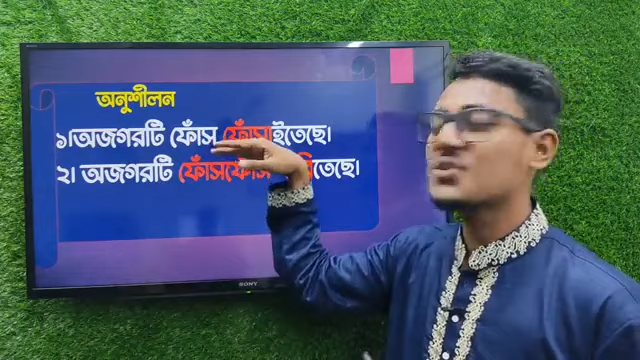 অনুশীলন
১।অজগরটি ফোঁস ফোঁসাইতেছে।
২। অজগরটি ফোঁসফোঁস তেছে।
SONY